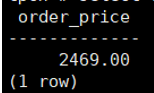 order_price
-------------
2469.00
(1 row)